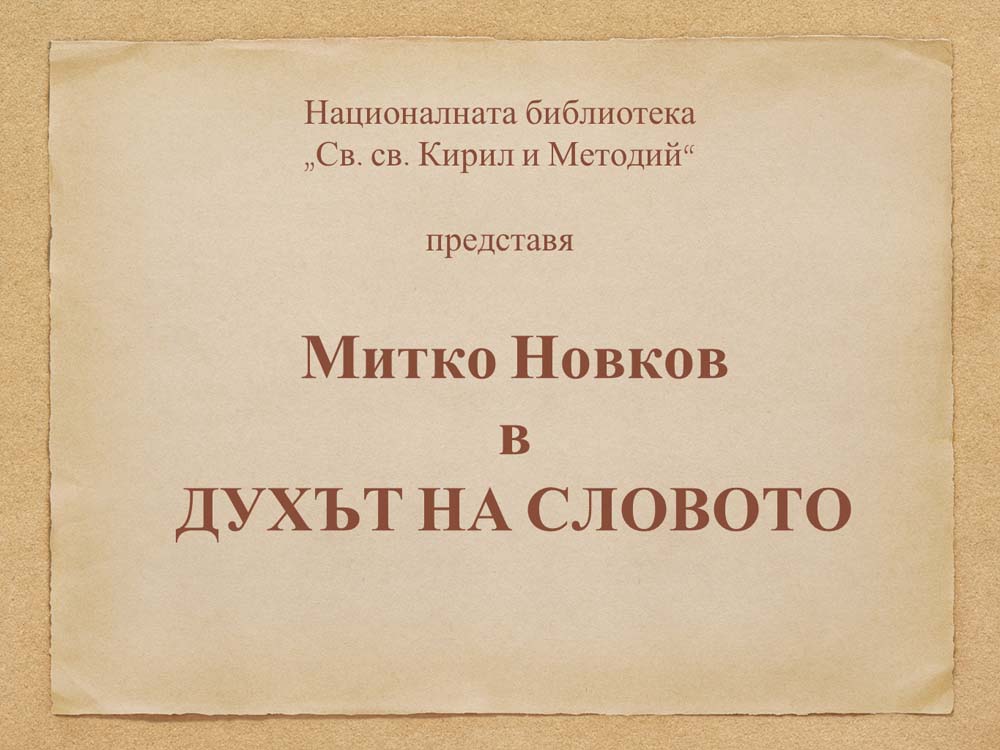 Националната библиотека
„Св. св. Кирил и Методий“
представя
Митко Новков
в
ДУХЪТ НА СЛОВОТО